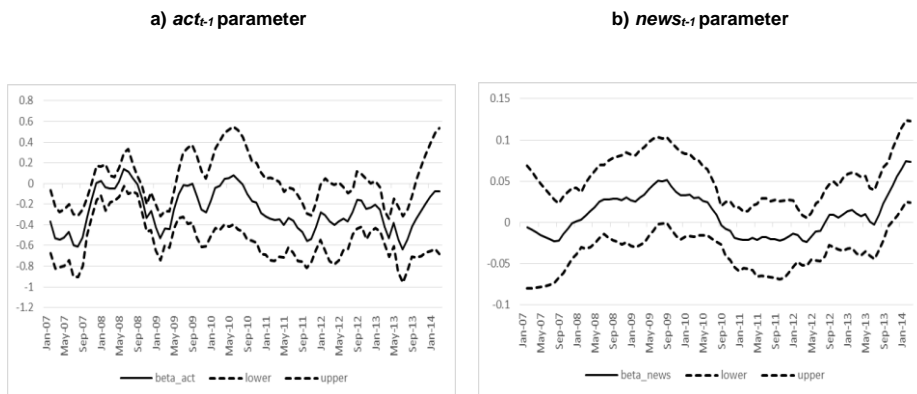 a) actt-1 parameter
b) newst-1 parameter
0.8
0.6
0.4
0.2
0
-0.2
-0.4
-0.6
-0.8
-1
-1.2
Jan-07
May-07
Sep-07
Jan-08
May-08
Sep-08
Jan-09
May-09
Sep-09
Jan-10
May-10
Sep-10
Jan-11
May-11
Sep-11
Jan-12
May-12
Sep-12
Jan-13
May-13
Sep-13
Jan-14
beta_act lower upper
0.15
0.1
0.05
0
-0.05
-0.1
Jan-07
May-07
Sep-07
Jan-08
May-08
Sep-08
Jan-09
May-09
Sep-09
Jan-10
May-10
Sep-10
Jan-11
May-11
Sep-11
Jan-12
May-12
Sep-12
Jan-13
May-13
Sep-13
Jan-14
beta_news lower upper